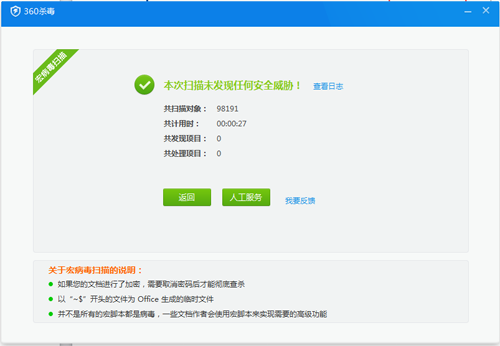 360杀毒
宏病毒扫描
本次扫描未发现任何安全威胁！ 查看日志
共扫描对象： 98191
共计用时： 00:00:27
共发现项目： 0
共处理项目： 0
返回 人工服务 我要反馈
关于宏病毒扫描的说明：
如果您的文档进行了加密，需要取消密码后才能彻底查杀
以“~$”开头的文件为 Office 生成的临时文件
并不是所有的宏脚本都是病毒，一些文档作者会使用宏脚本来实现需要的高级功能